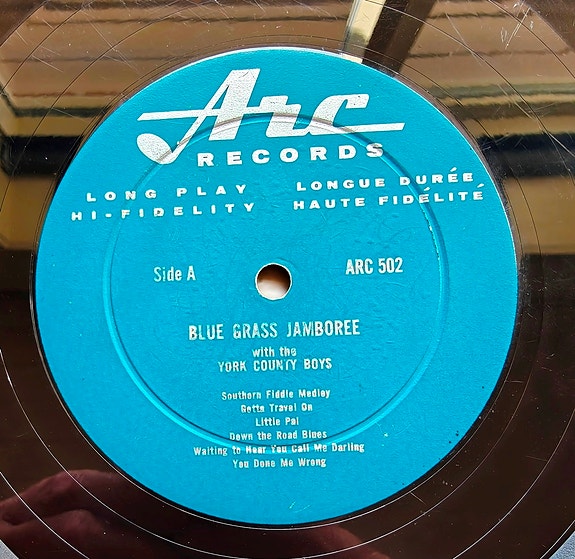 Arc
RECORDS
LONG PLAY LONGUE DURÉE
HI-FIDELITY HAUTE FIDÉLITÉ
Side A ARC 502
BLUE GRASS JAMBOREE
with the
YORK COUNTY BOYS
Southern Fiddle Medley
Gotta Travel On
Little Pal
Down the Road Blues
Waiting to Hear You Call Me Darling
You Done Me Wrong